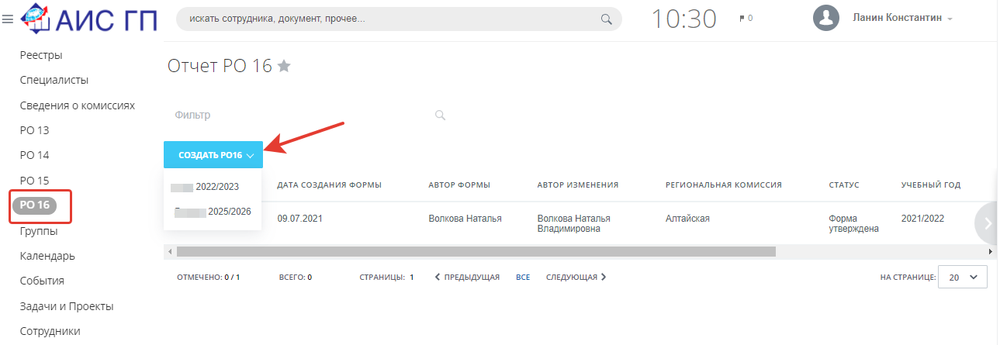 АИС ГП
искать сотрудника, документ, прочее...
10:30
0
Ланин Константин
Реестры
Специалисты
Сведения о комиссиях
РО 13
РО 14
РО 15
РО 16
Группы
Календарь
События
Задачи и Проекты
Сотрудники
Отчет РО 16
Фильтр
СОЗДАТЬ РО16
2022/2023
2025/2026
ДАТА СОЗДАНИЯ ФОРМЫ АВТОР ФОРМЫ АВТОР ИЗМЕНЕНИЯ РЕГИОНАЛЬНАЯ КОМИССИЯ СТАТУС УЧЕБНЫЙ ГОД
09.07.2021 Волкова Наталья Волкова Наталья Алтайская Форма 2021/2022
Владимировна утверждена
ОТМЕЧЕНО: 0 / 1 ВСЕГО: 0 СТРАНИЦЫ: 1 ПРЕДЫДУЩАЯ ВСЕ СЛЕДУЮЩАЯ НА СТРАНИЦЕ: 20